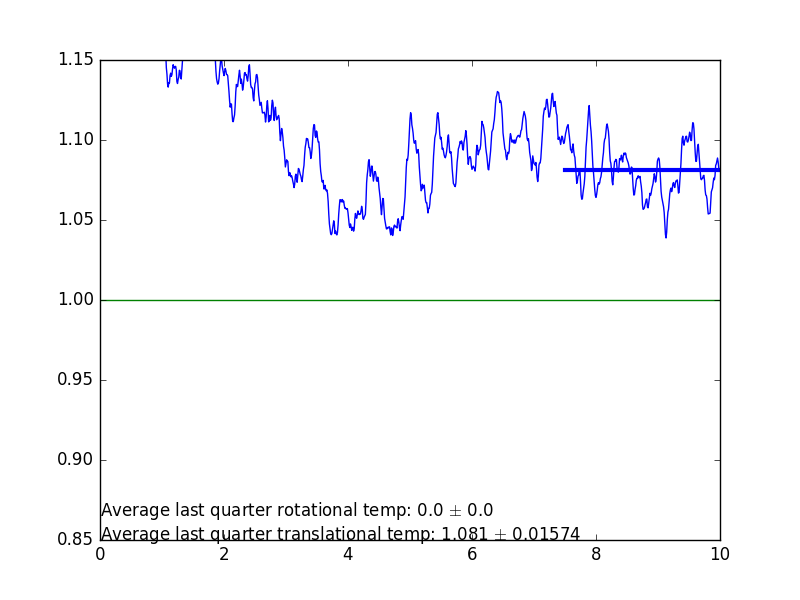 1.15
1.10
1.05
1.00
0.95
0.90
Average last quarter rotational temp: 0.0 ± 0.0
Average last quarter translational temp: 1.081 ± 0.01574
0.85
0 2 4 6 8 10